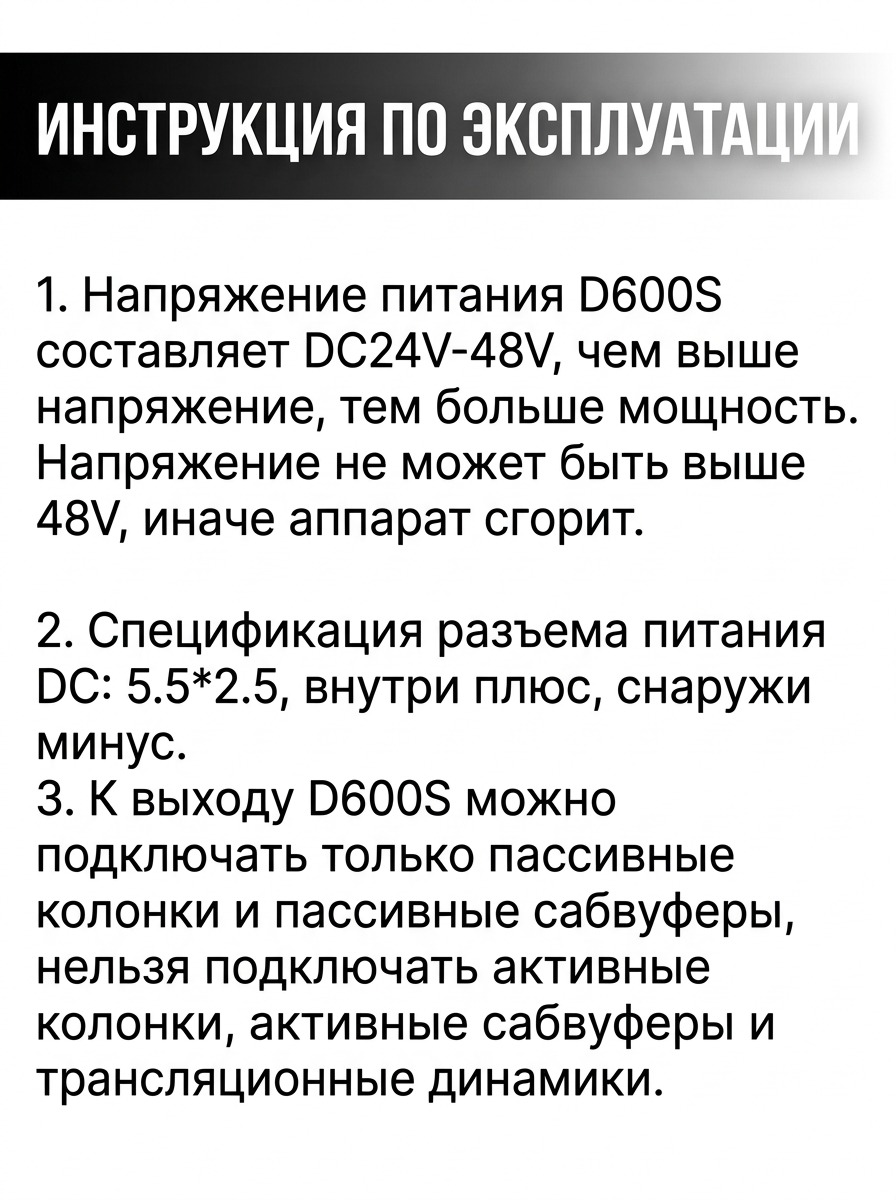 ИНСТРУКЦИЯ ПО ЭКСПЛУАТАЦИИ
1. Напряжение питания D600S
составляет DC24V-48V, чем выше
напряжение, тем больше мощность.
Напряжение не может быть выше
48V, иначе аппарат сгорит.
2. Спецификация разъема питания
DC: 5.5*2.5, внутри плюс, снаружи
минус.
3. К выходу D600S можно
подключать только пассивные
колонки и пассивные сабвуферы,
нельзя подключать активные
колонки, активные сабвуферы и
трансляционные динамики.